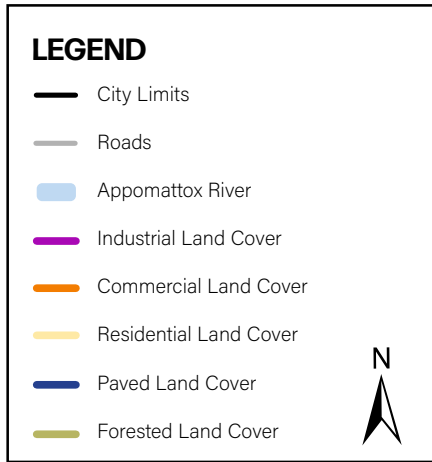 LEGEND
City Limits
Roads
Appomattox River
Industrial Land Cover
Commercial Land Cover
Residential Land Cover
Paved Land Cover
Forested Land Cover
N